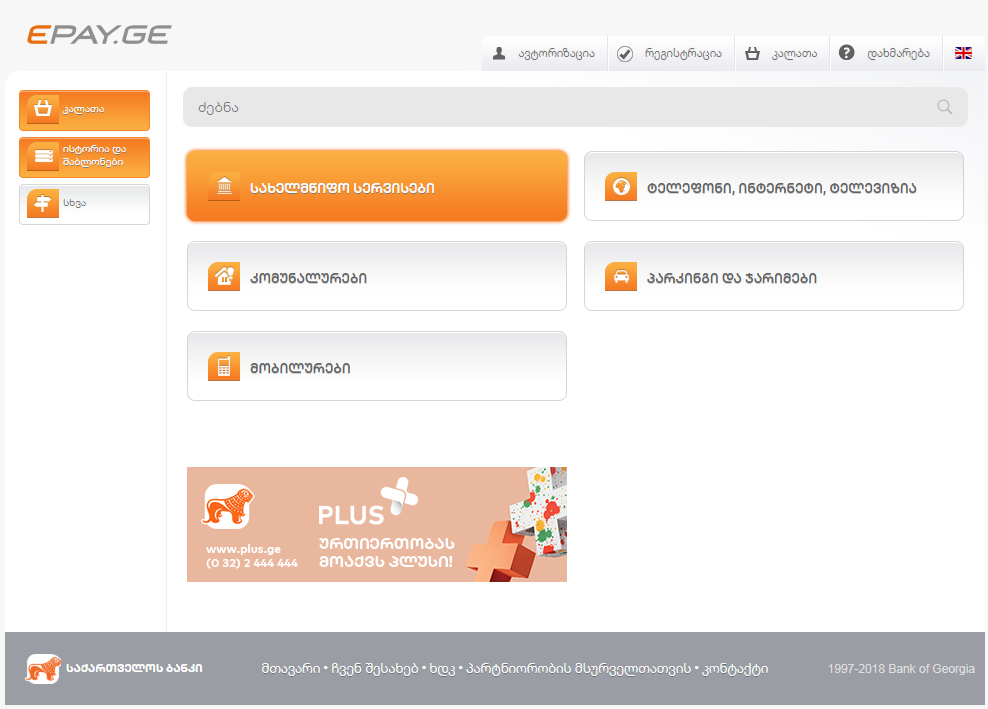 EPAY.GE
ავტორიზაცია
რეგისტრაცია
კალათა
დახმარება
კალათა
ისტორია და
შაბლონები
სხვა
ძებნა
სახელმწიფო სერვისები
ტელეფონი, ინტერნეტი, ტელევიზია
კომუნალურები
პარკინგი და ჯარიმები
მობილურები
PLUS
www.plus.ge
(0 32) 2 444 444
ურთიერთობას
მოაქვს პლუსი!
საქართველოს ბანკი
მთავარი • ჩვენ შესახებ • ხდკ • პარტნიორობის მსურველთათვის • კონტაქტი
1997-2018 Bank of Georgia